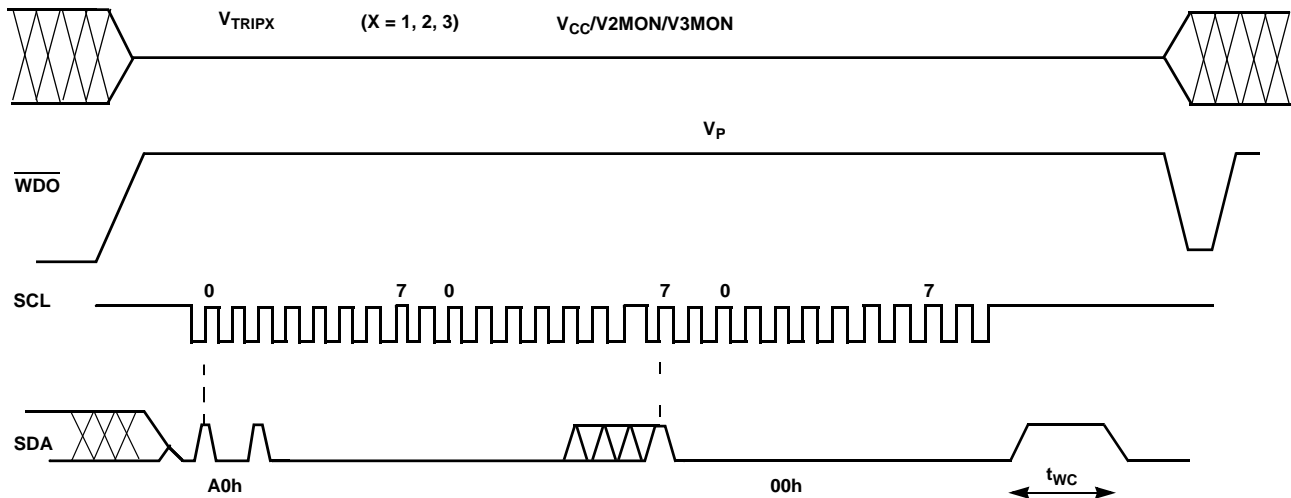 VTRIPX (X = 1, 2, 3) VCC/V2MON/V3MON
VP
WDO
SCL
0 7 0 7 0 7
SDA
A0h 00h tWC